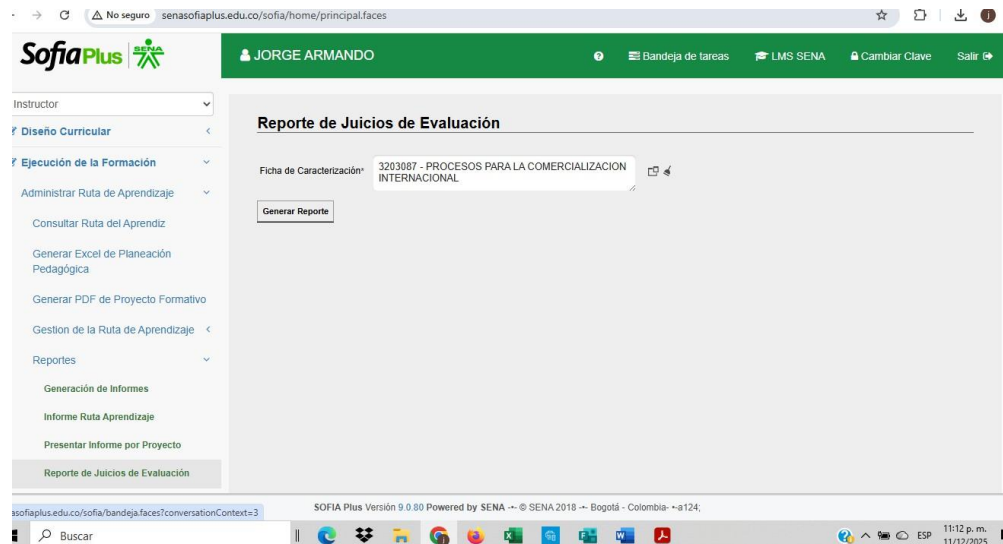 No seguro senasofiaplus.edu.co/sofia/home/principal.faces
SofiaPlus SENA
JORGE ARMANDO
Bandeja de tareas LMS SENA Cambiar Clave Salir
Instructor
Diseño Curricular
Ejecución de la Formación
Administrar Ruta de Aprendizaje
Consultar Ruta del Aprendiz
Generar Excel de Planeación
Pedagógica
Generar PDF de Proyecto Formativo
Gestion de la Ruta de Aprendizaje
Reportes
Generación de Informes
Informe Ruta Aprendizaje
Presentar Informe por Proyecto
Reporte de Juicios de Evaluación
Reporte de Juicios de Evaluación
Ficha de Caracterización* 3203087 - PROCESOS PARA LA COMERCIALIZACION
INTERNACIONAL
Generar Reporte
asofiaplus.edu.co/sofia/bandeja.faces?conversationContext=3
SOFIA Plus Versión 9.0.80 Powered by SENA -•- © SENA 2018 -•- Bogotá - Colombia- •-a124;
Buscar
ESP
11:12 p. m.
11/12/2025